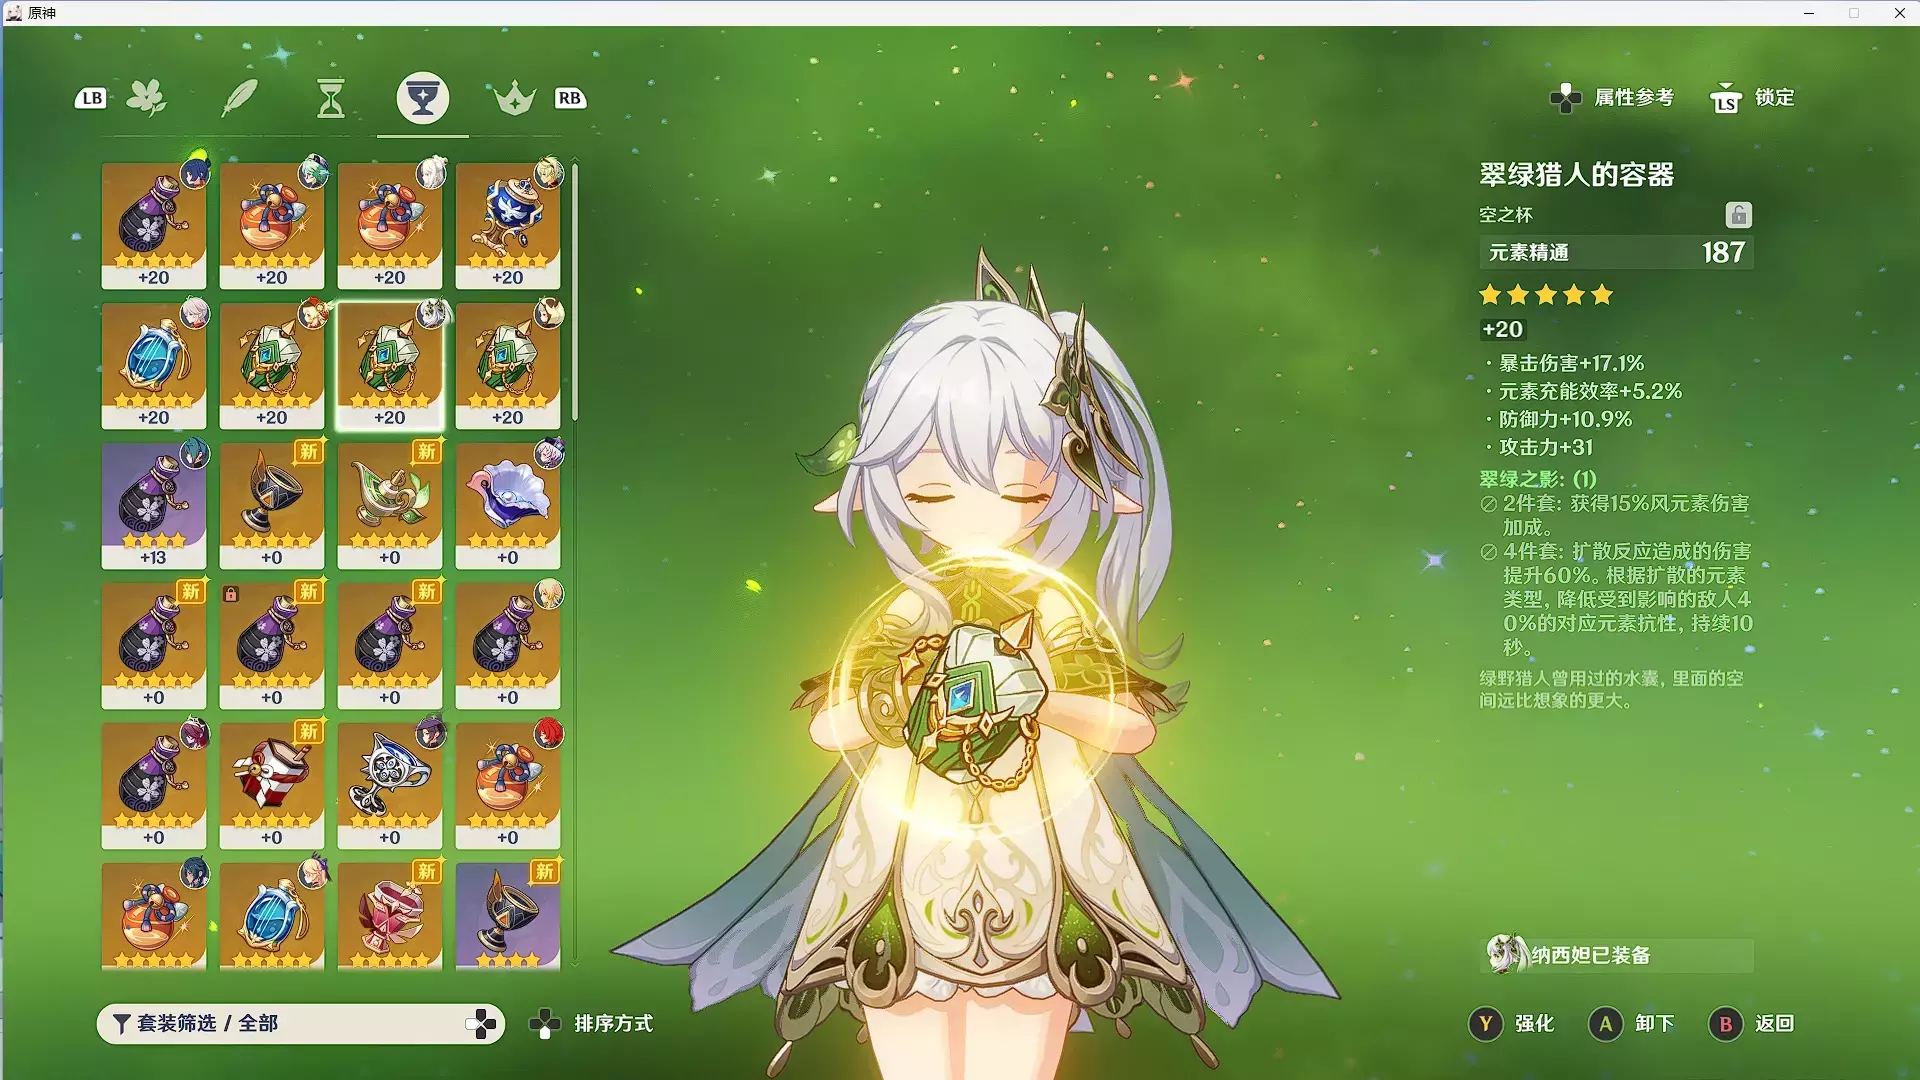 原神
LB
RB
属性参考
LS
锁定
+20
+20
+20
+20
+20
+20
+20
+20
新
新
+13
+0
+0
+0
新
新
新
+0
+0
+0
+0
新
+0
+0
+0
+0
新
新
翠绿猎人的容器
空之杯
元素精通
187
+20
·暴击伤害+17.1%
·元素充能效率+5.2%
·防御力+10.9%
·攻击力+31
翠绿之影: (1)
2件套: 获得15%风元素伤害
加成。
4件套: 扩散反应造成的伤害
提升60%。根据扩散的元素
类型, 降低受到影响的敌人4
0%的对应元素抗性, 持续10
秒。
绿野猎人曾用过的水囊, 里面的空
间远比想象的更大。
纳西妲已装备
套装筛选 / 全部
排序方式
Y
强化
A
卸下
B
返回